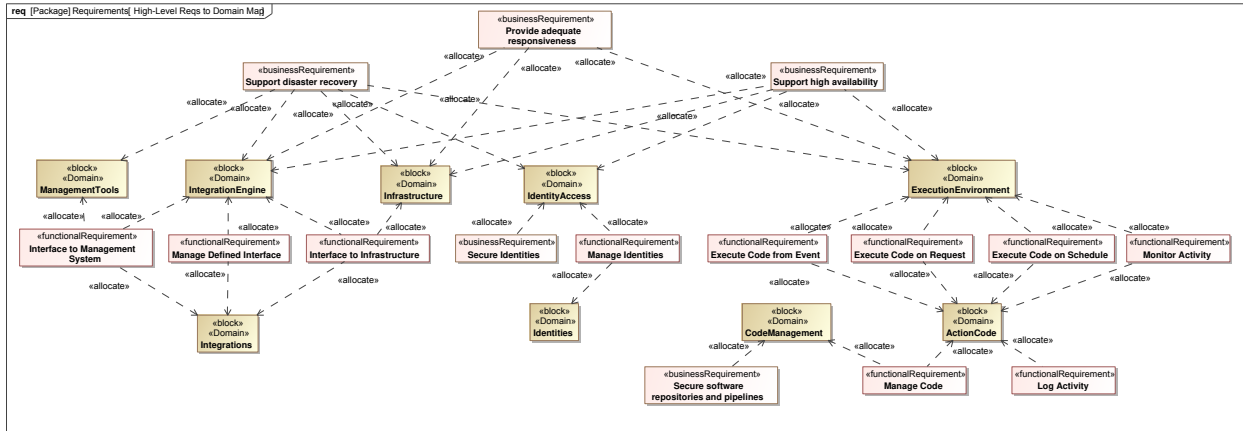 req [Package] Requirements[ High-Level Reqs to Domain Map]
«businessRequirement»
Provide adequate
responsiveness
«businessRequirement»
Support disaster recovery
«businessRequirement»
Support high availability
«allocate»
«allocate»
«allocate»
«allocate»
«allocate»
«allocate»
«allocate»
«allocate»
«allocate»
«allocate»
«allocate»
«allocate»
«block»
«Domain»
ManagementTools
«block»
«Domain»
IntegrationEngine
«block»
«Domain»
Infrastructure
«block»
«Domain»
IdentityAccess
«block»
«Domain»
ExecutionEnvironment
«allocate»
«allocate»
«allocate»
«allocate»
«allocate»
«allocate»
«allocate»
«allocate»
«allocate»
«allocate»
«allocate»
«functionalRequirement»
Interface to Management
System
«functionalRequirement»
Manage Defined Interface
«functionalRequirement»
Interface to Infrastructure
«businessRequirement»
Secure Identities
«functionalRequirement»
Manage Identities
«functionalRequirement»
Execute Code from Event
«functionalRequirement»
Execute Code on Request
«functionalRequirement»
Execute Code on Schedule
«functionalRequirement»
Monitor Activity
«allocate»
«allocate»
«allocate»
«allocate»
«allocate»
«allocate»
«allocate»
«allocate»
«block»
«Domain»
Integrations
«block»
«Domain»
Identities
«block»
«Domain»
CodeManagement
«block»
«Domain»
ActionCode
«allocate»
«allocate»
«allocate»
«allocate»
«businessRequirement»
Secure software
repositories and pipelines
«functionalRequirement»
Manage Code
«functionalRequirement»
Log Activity